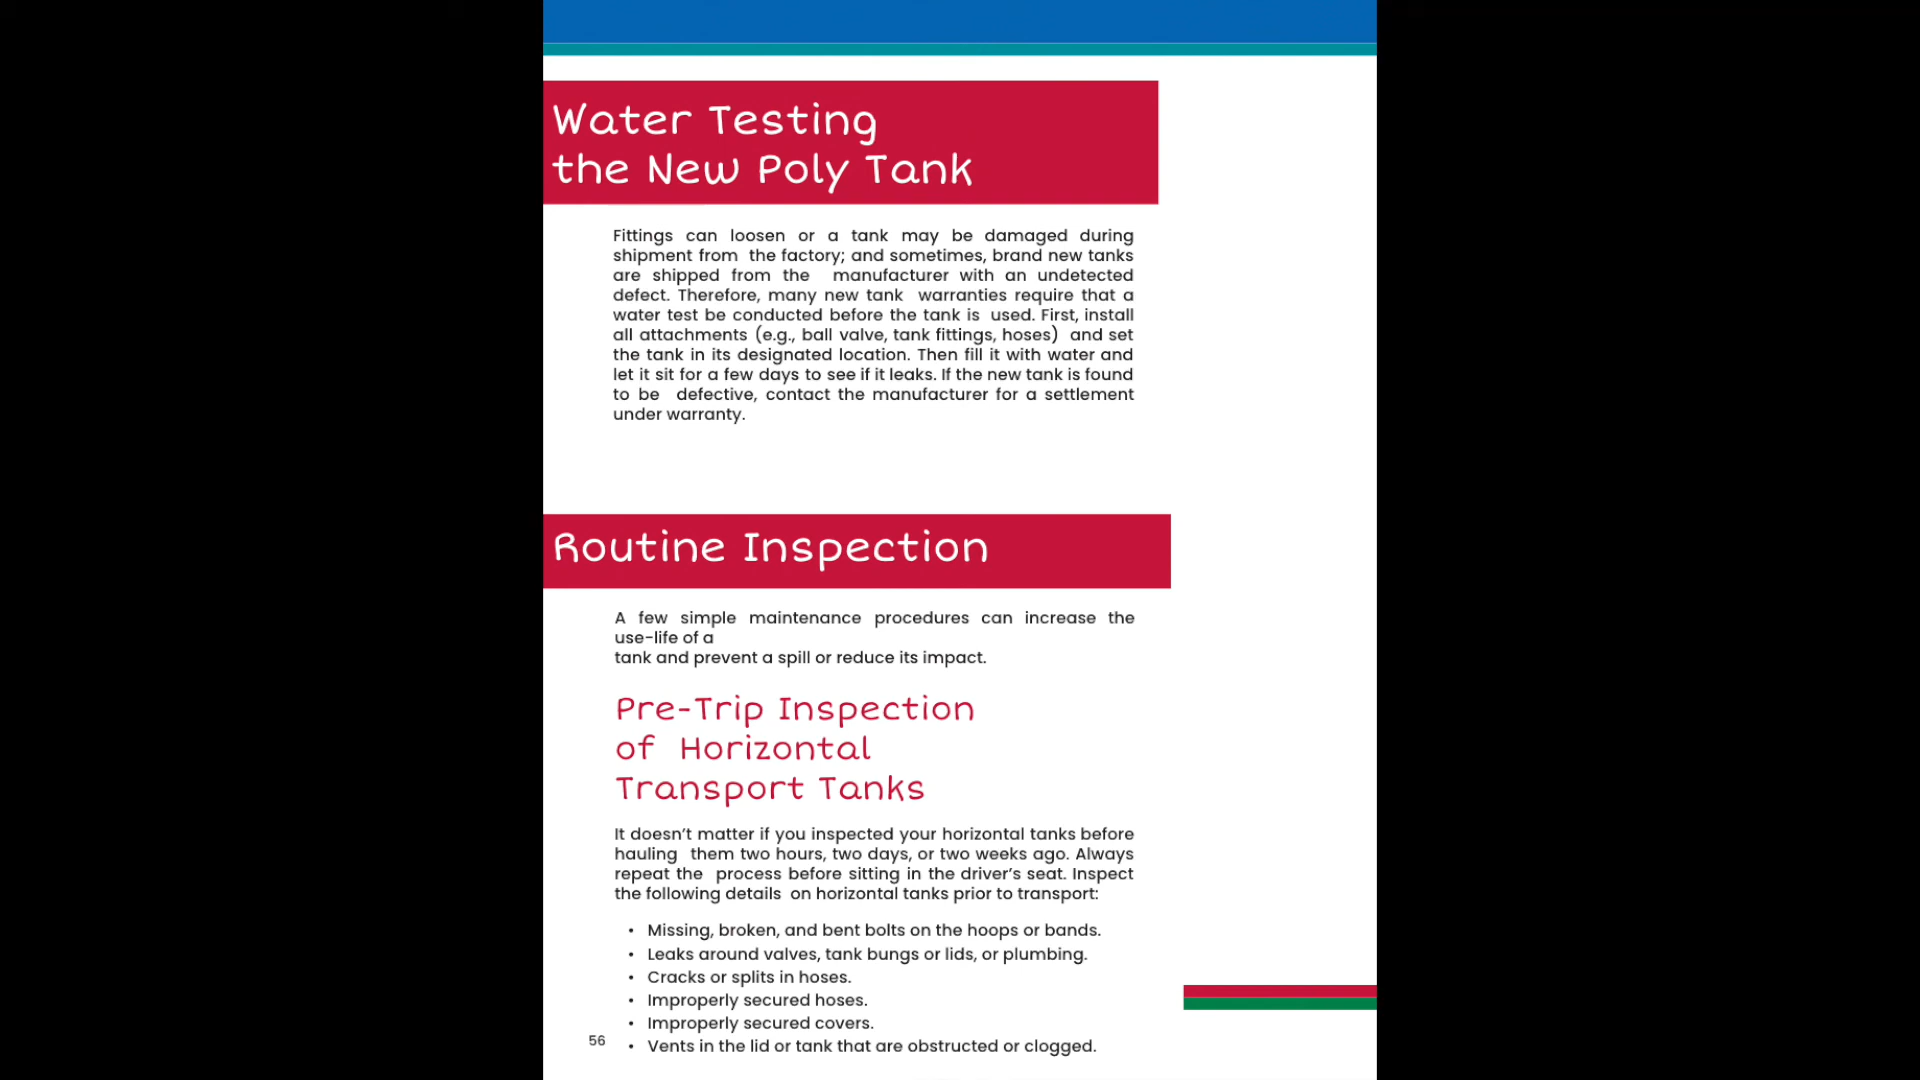 Water Testing
the New Poly Tank
Fittings can loosen or a tank may be damaged during
shipment from the factory; and sometimes, brand new tanks
are shipped from the manufacturer with an undetected
defect. Therefore, many new tank warranties require that a
water test be conducted before the tank is used. First, install
all attachments (e.g., ball valve, tank fittings, hoses) and set
the tank in its designated location. Then fill it with water and
let it sit for a few days to see if it leaks. If the new tank is found
to be defective, contact the manufacturer for a settlement
under warranty.
Routine Inspection
A few simple maintenance procedures can increase the
use-life of a
tank and prevent a spill or reduce its impact.
Pre-Trip Inspection
of Horizontal
Transport Tanks
It doesn't matter if you inspected your horizontal tanks before
hauling them two hours, two days, or two weeks ago. Always
repeat the process before sitting in the driver's seat. Inspect
the following details on horizontal tanks prior to transport:
• Missing, broken, and bent bolts on the hoops or bands.
• Leaks around valves, tank bungs or lids, or plumbing.
• Cracks or splits in hoses.
• Improperly secured hoses.
• Improperly secured covers.
• Vents in the lid or tank that are obstructed or clogged.
56